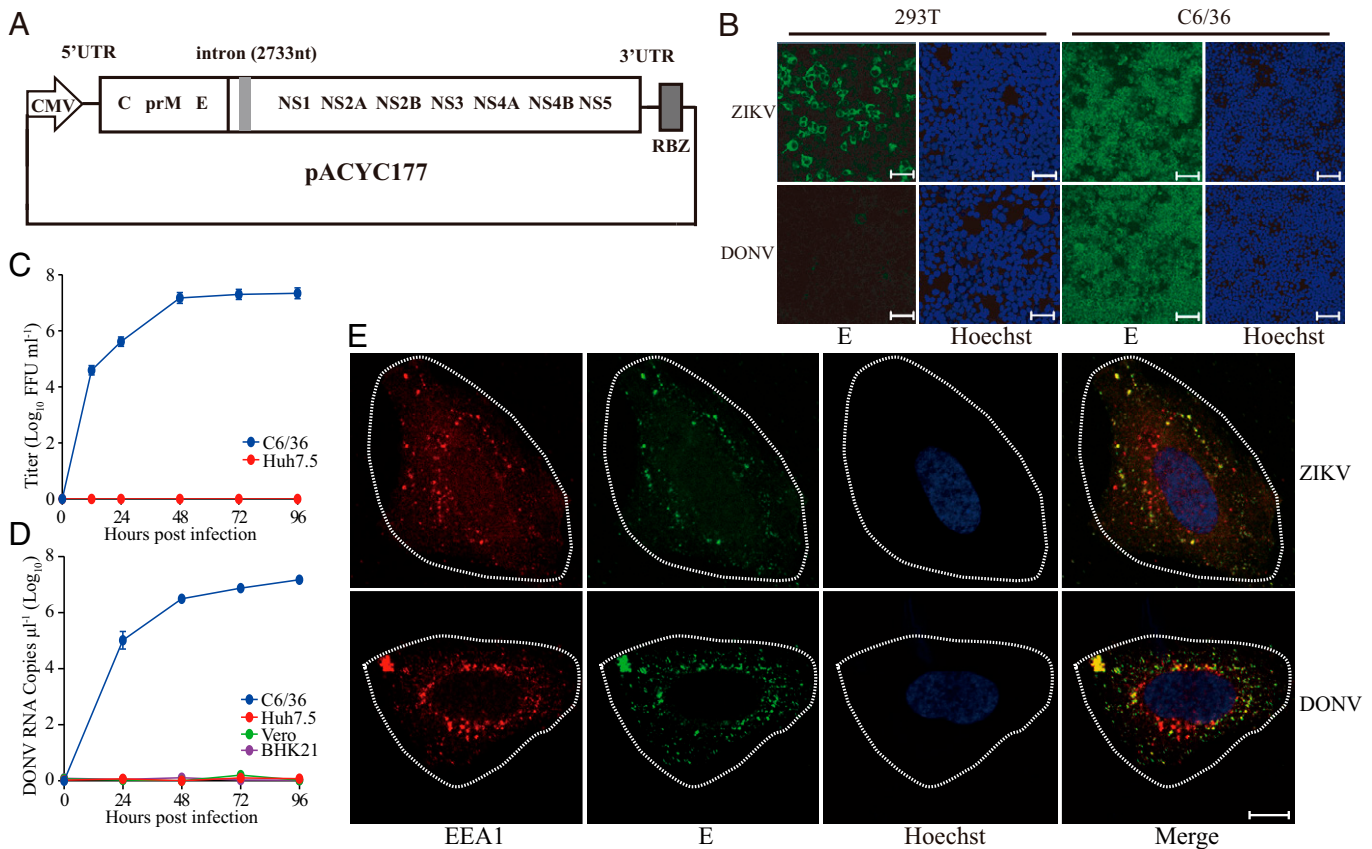 A
5'UTR
intron (2733nt)
3'UTR
CMV
C prM E
NS1 NS2A NS2B NS3 NS4A NS4B NS5
RBZ
pACYC177
B
293T
C6/36
ZIKV
DONV
E
Hoechst
E
Hoechst
C
Titer (Log10 FFU ml-1)
8
6
4
2
0
C6/36
Huh7.5
0 24 48 72 96
Hours post infection
D
DONV RNA Copies μl-1 (Log10)
8
6
4
2
0
C6/36
Huh7.5
Vero
BHK21
0 24 48 72 96
Hours post infection
E
ZIKV
DONV
EEA1
E
Hoechst
Merge